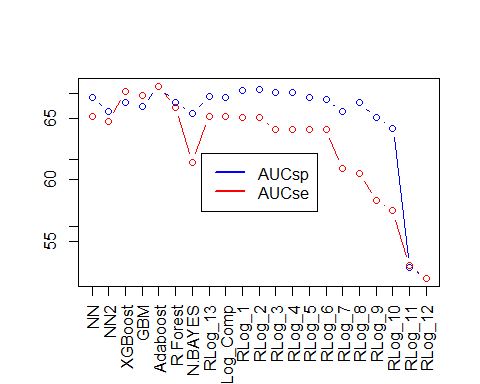 65
60
55
AUCsp
AUCse
NN
NN2
XGBoost
GBM
Adaboost
R Forest
N.BAYES
RLog_13
Log_Comp
RLog_1
RLog_2
RLog_3
RLog_4
RLog_5
RLog_6
RLog_7
RLog_8
RLog_9
RLog_10
RLog_11
RLog_12